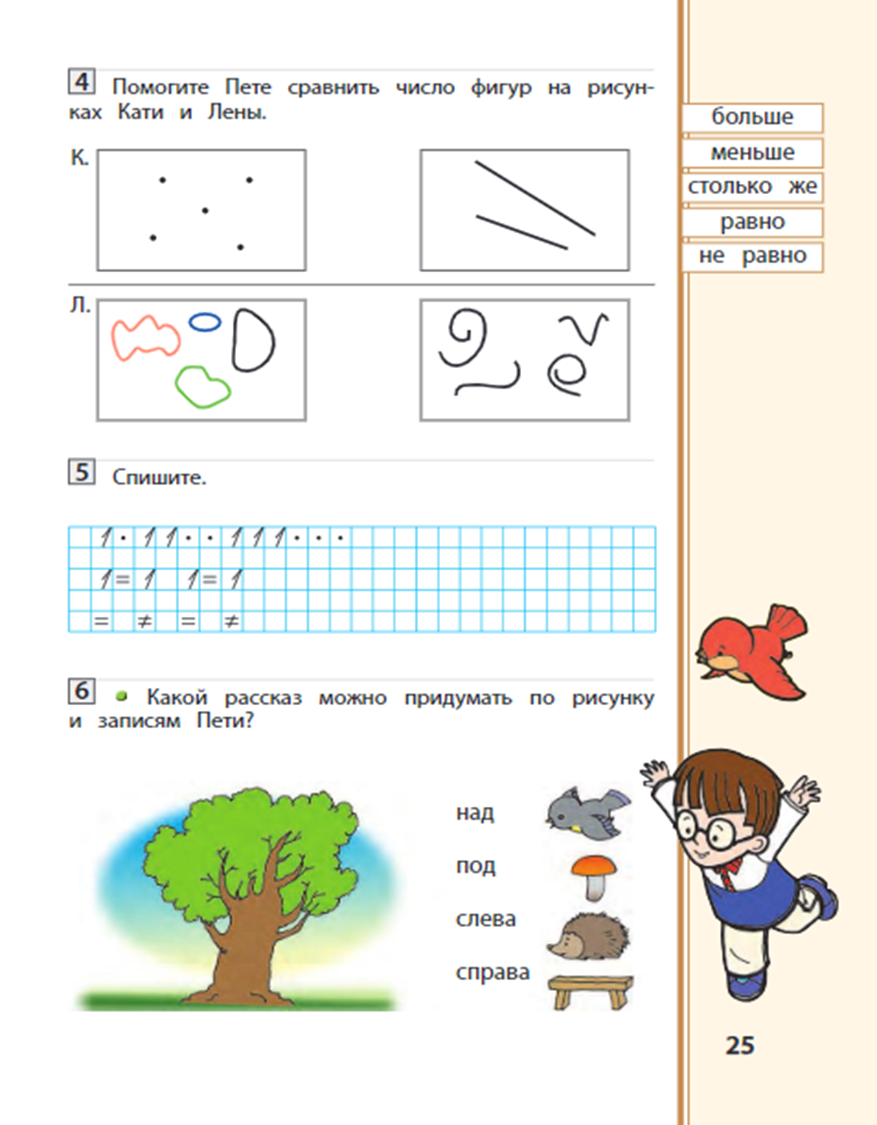 4 Помогите Пете сравнить число фигур на рисун-
ках Кати и Лены.
К.
Л.
больше
меньше
столько же
равно
не равно
5 Спишите.
1 · 1 1 · · 1 1 1 · · ·
1 = 1 1 = 1
= ≠ = ≠
6 Какой рассказ можно придумать по рисунку
и записям Пети?
над
под
слева
справа
25